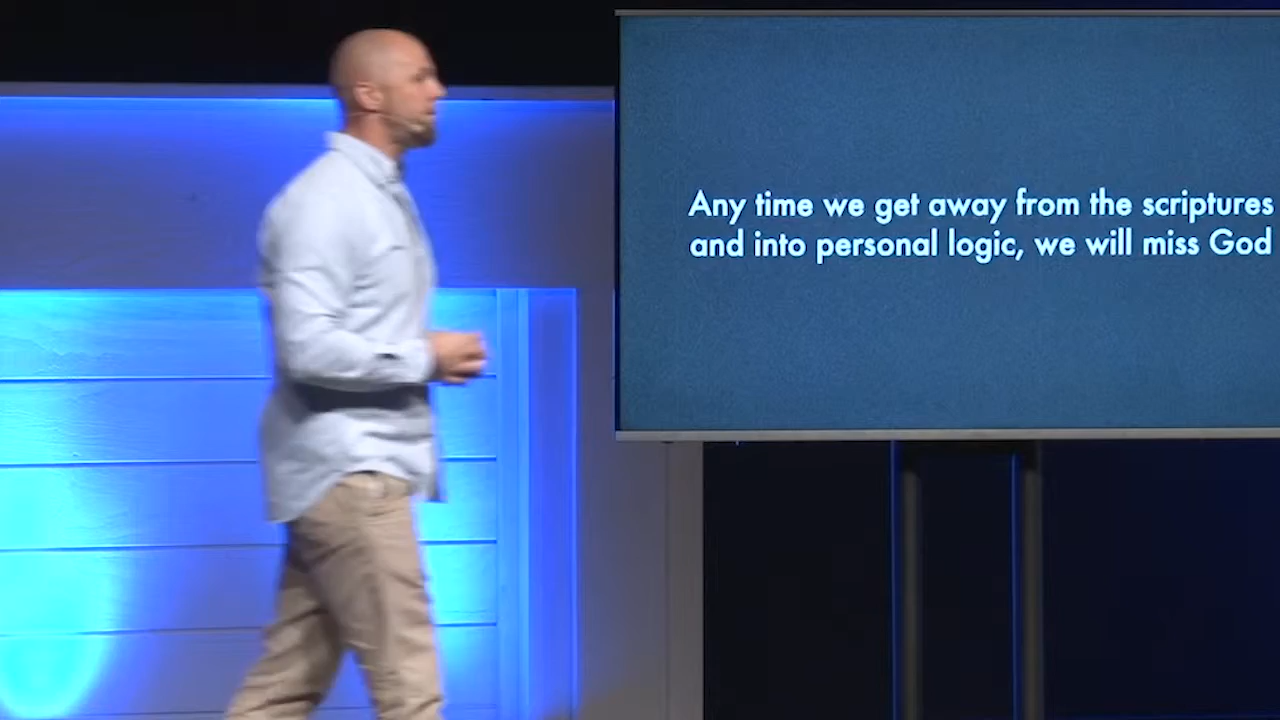 Any time we get away from the scriptures
and into personal logic, we will miss God